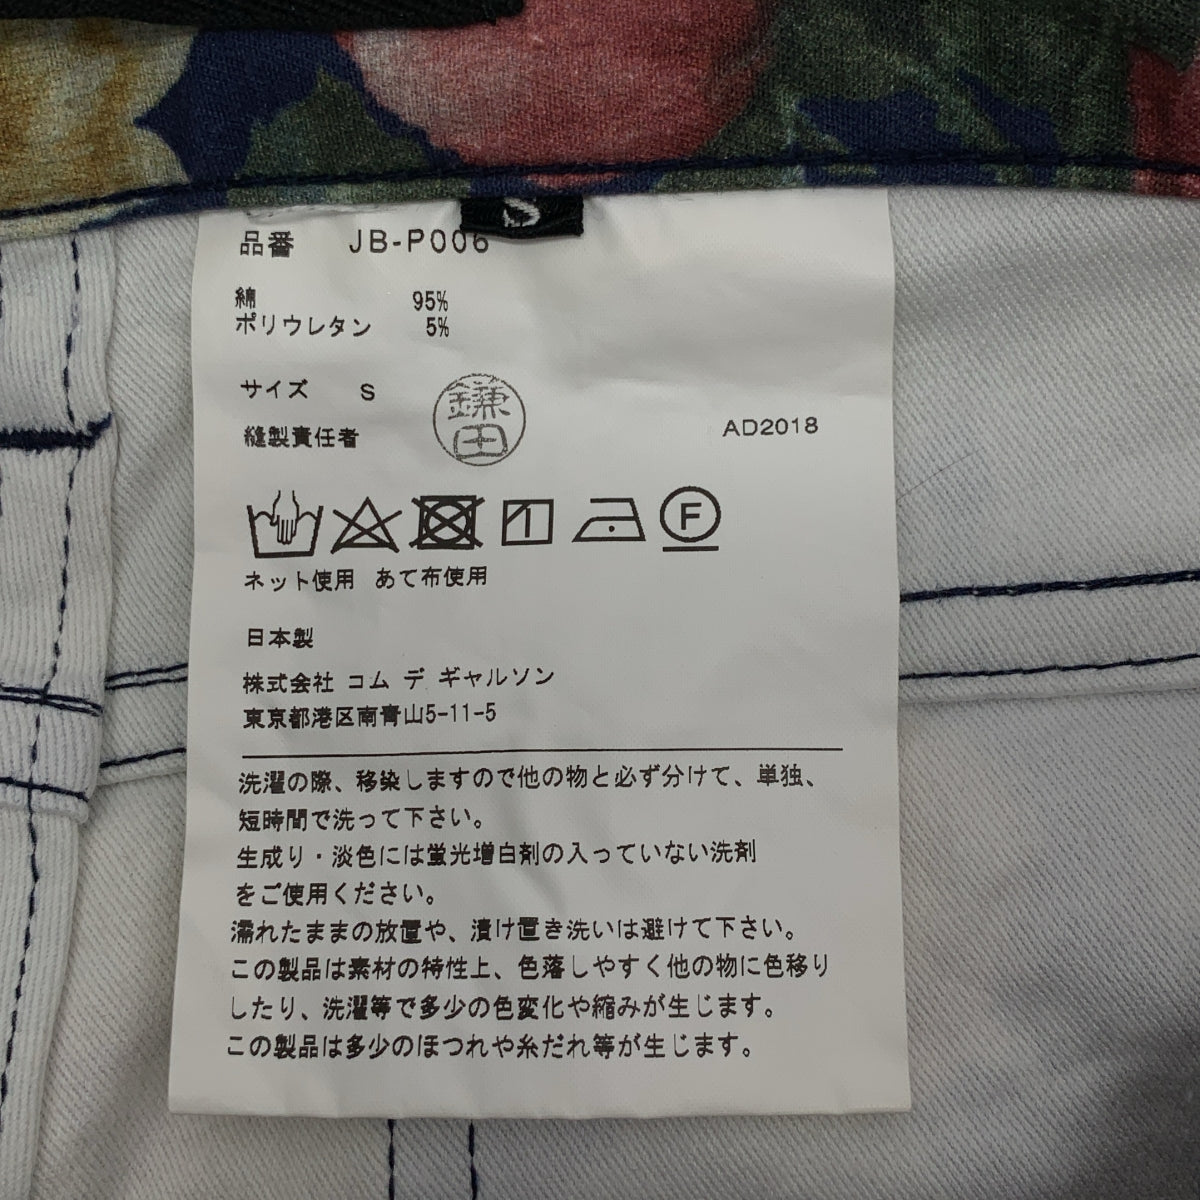 S
品番 JB-P006
綿 95%
ポリウレタン 5%
サイズ S
鎌田
縫製責任者
AD2018
F
ネット使用 あて布使用
日本製
株式会社 コム デ ギャルソン
東京都港区南青山5-11-5
洗濯の際、移染しますので他の物と必ず分けて、単独、
短時間で洗って下さい。
生成り・淡色には蛍光増白剤の入っていない洗剤
をご使用ください。
濡れたままの放置や、漬け置き洗いは避けて下さい。
この製品は素材の特性上、色落しやすく他の物に色移り
したり、洗濯等で多少の色変化や縮みが生じます。
この製品は多少のほつれや糸だれ等が生じます。